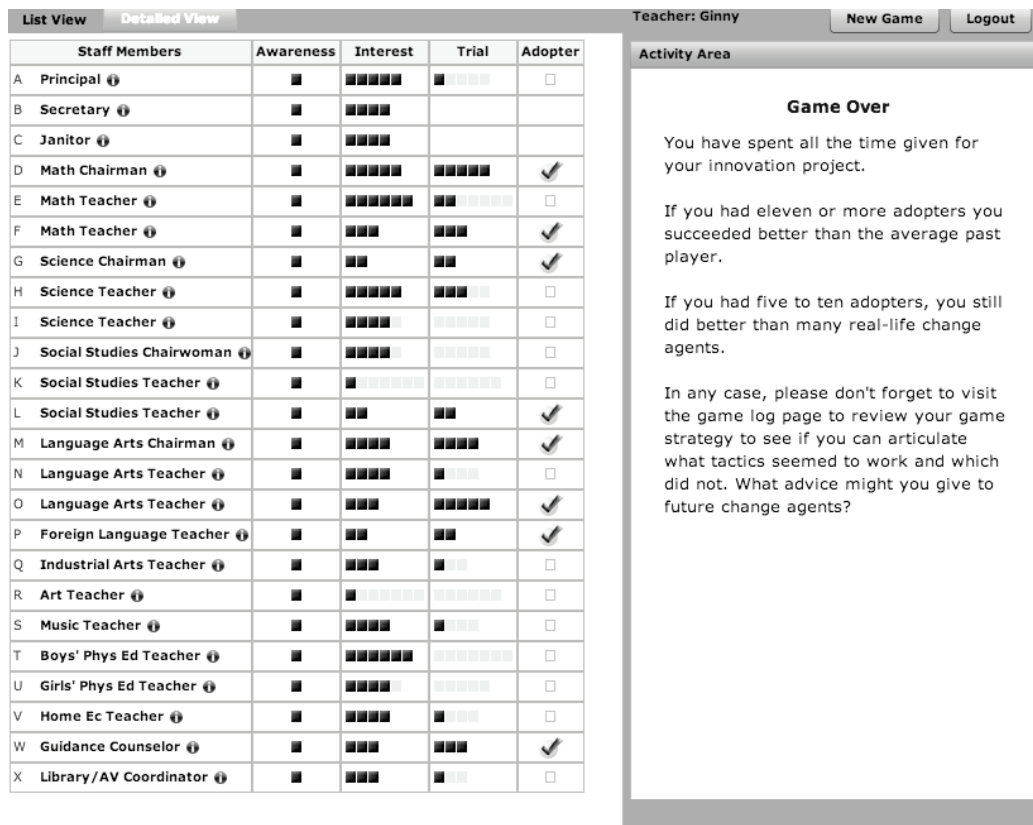 List View Detailed View
Staff Members Awareness Interest Trial Adopter
A Principal
B Secretary
C Janitor
D Math Chairman
E Math Teacher
F Math Teacher
G Science Chairman
H Science Teacher
I Science Teacher
J Social Studies Chairwoman
K Social Studies Teacher
L Social Studies Teacher
M Language Arts Chairman
N Language Arts Teacher
O Language Arts Teacher
P Foreign Language Teacher
Q Industrial Arts Teacher
R Art Teacher
S Music Teacher
T Boys' Phys Ed Teacher
U Girls' Phys Ed Teacher
V Home Ec Teacher
W Guidance Counselor
X Library/AV Coordinator
Teacher: Ginny New Game Logout
Activity Area
Game Over
You have spent all the time given for
your innovation project.
If you had eleven or more adopters you
succeeded better than the average past
player.
If you had five to ten adopters, you still
did better than many real-life change
agents.
In any case, please don't forget to visit
the game log page to review your game
strategy to see if you can articulate
what tactics seemed to work and which
did not. What advice might you give to
future change agents?